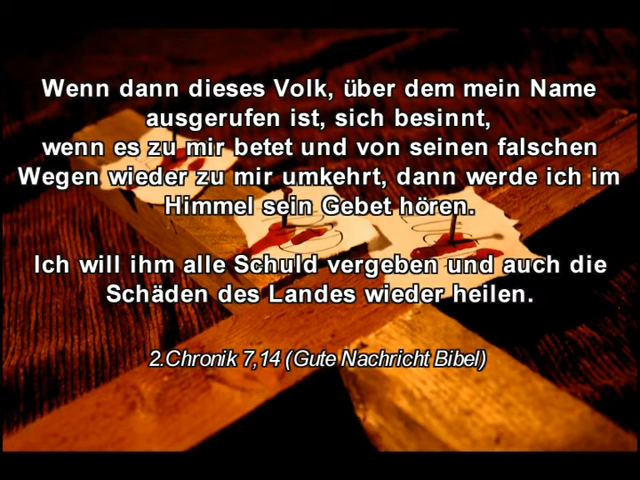 Wenn dann dieses Volk, über dem mein Name
ausgerufen ist, sich besinnt,
wenn es zu mir betet und von seinen falschen
Wegen wieder zu mir umkehrt, dann werde ich im
Himmel sein Gebet hören.
Ich will ihm alle Schuld vergeben und auch die
Schäden des Landes wieder heilen.
2.Chronik 7,14 (Gute Nachricht Bibel)